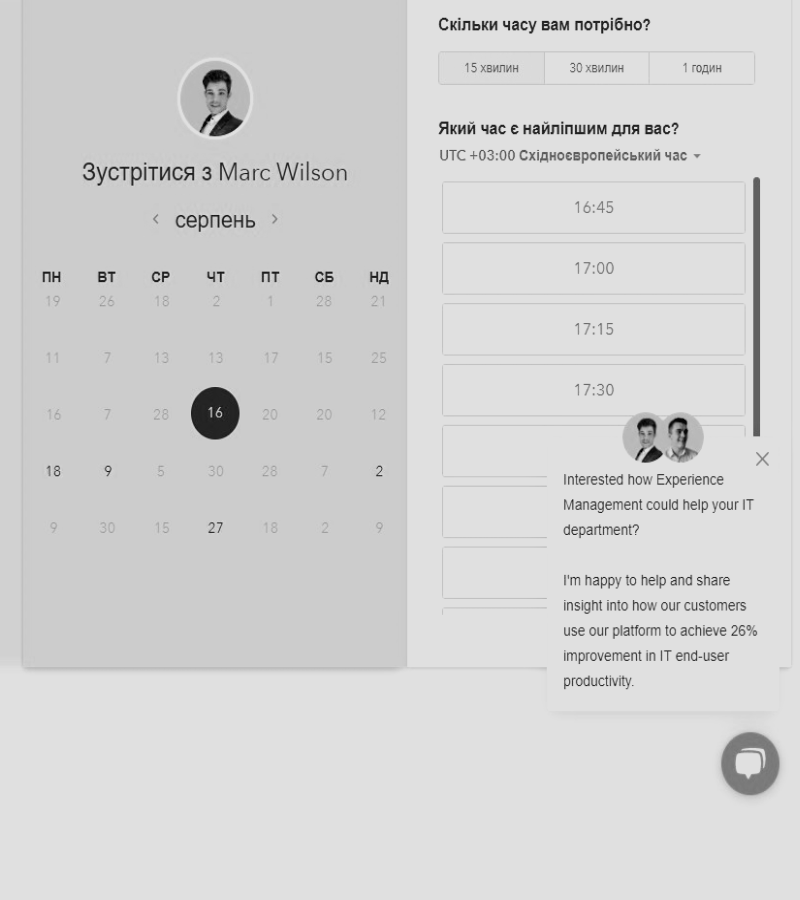 Зустрітися з Marc Wilson
серпень
ПН ВТ СР ЧТ ПТ СБ НД
19 26 18 2 1 28 21
11 7 13 13 17 15 25
16 7 28 16 20 20 12
18 9 5 30 28 7 2
9 30 15 27 18 2 9
Скільки часу вам потрібно?
15 хвилин 30 хвилин 1 годин
Який час є найліпшим для вас?
UTC +03:00 Східноєвропейський час
16:45
17:00
17:15
17:30
Interested how Experience
Management could help your IT
department?
I'm happy to help and share
insight into how our customers
use our platform to achieve 26%
improvement in IT end-user
productivity.